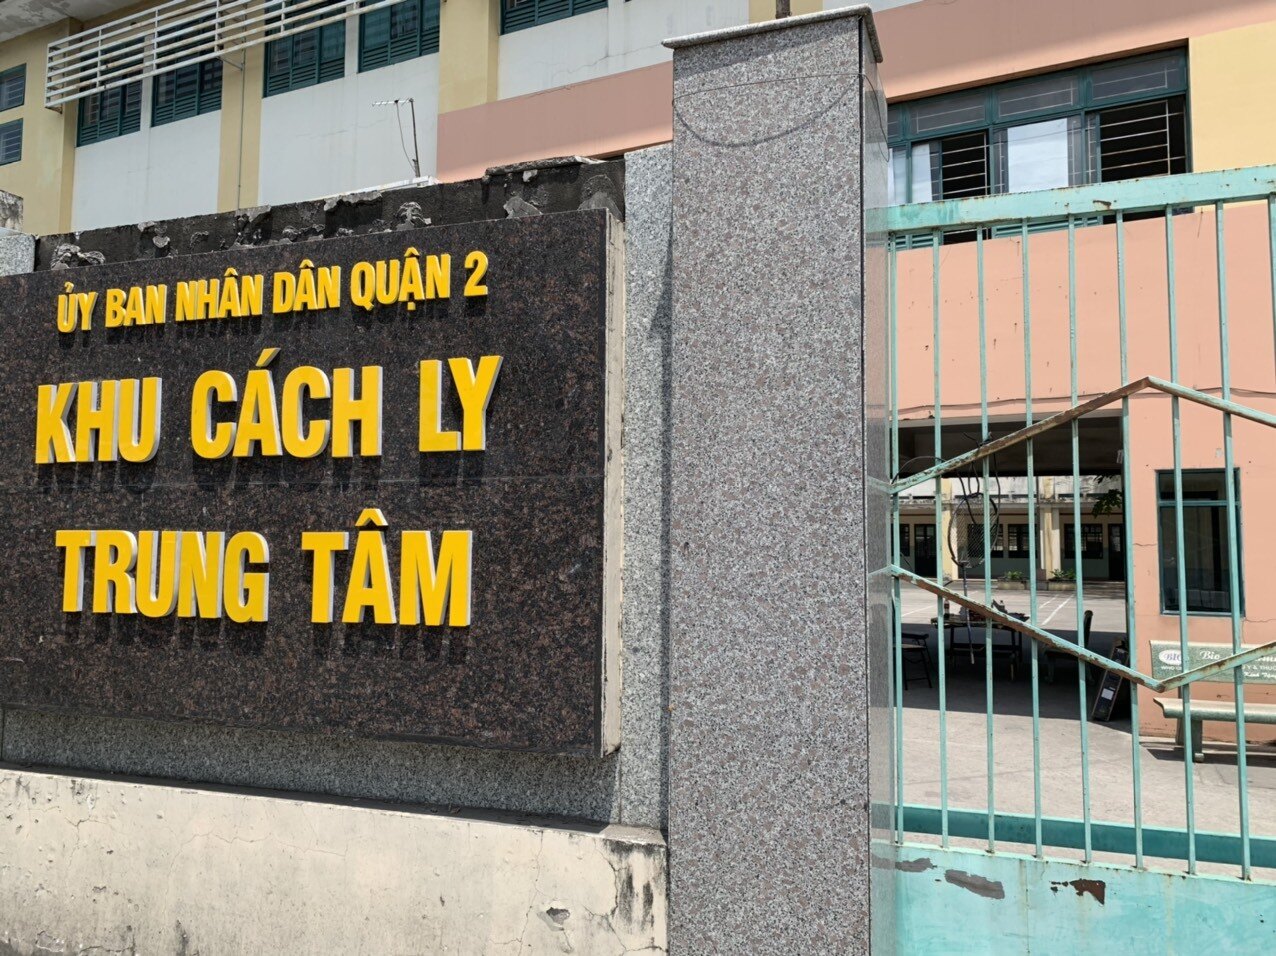 ỦY BAN NHÂN DÂN QUẬN 2
KHU CÁCH LY
TRUNG TÂM